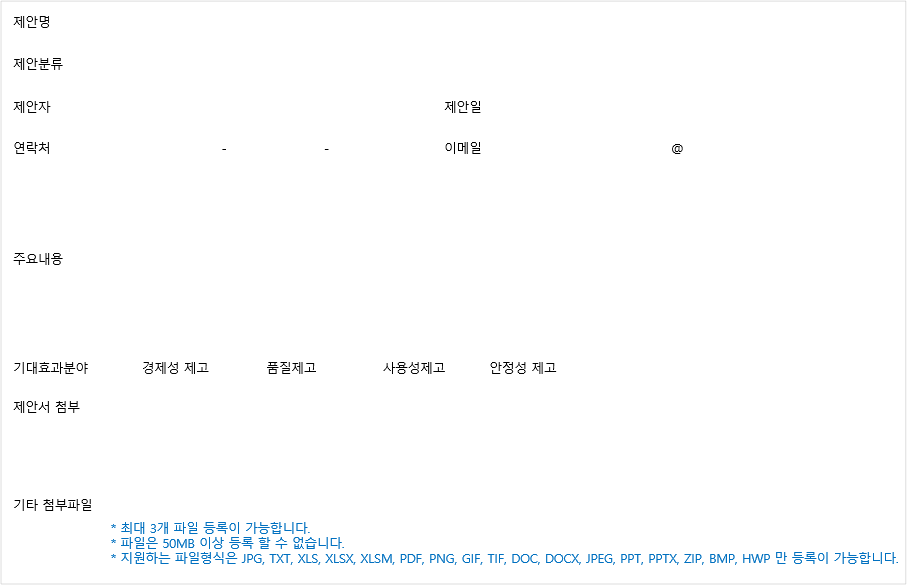 제안명
제안분류
제안자 제안일
연락처 - - 이메일 @
주요내용
기대효과분야 경제성 제고 품질제고 사용성제고 안정성 제고
제안서 첨부
기타 첨부파일
* 최대 3개 파일 등록이 가능합니다.
* 파일은 50MB 이상 등록 할 수 없습니다.
* 지원하는 파일형식은 JPG, TXT, XLS, XLSX, XLSM, PDF, PNG, GIF, TIF, DOC, DOCX, JPEG, PPT, PPTX, ZIP, BMP, HWP 만 등록이 가능합니다.